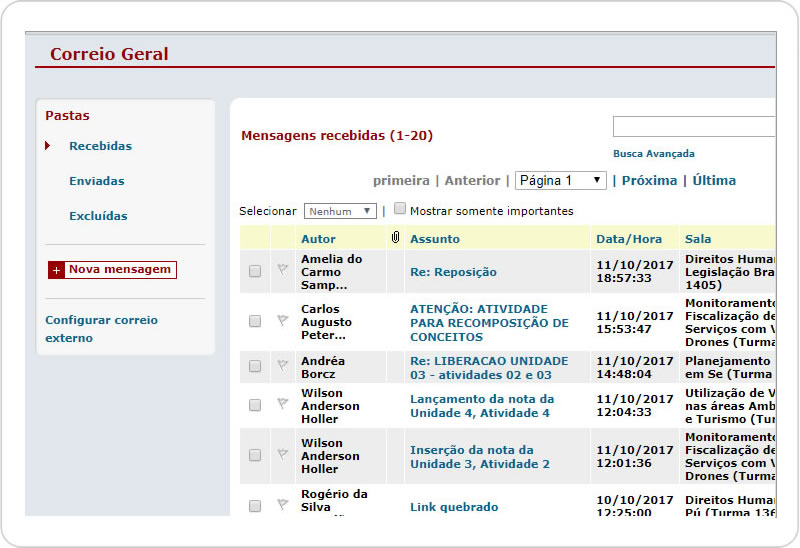 Correio Geral
Pastas
Recebidas
Enviadas
Excluídas
+ Nova mensagem
Configurar correio
externo
Mensagens recebidas (1-20)
Busca Avançada
primeira | Anterior | Página 1 | Próxima | Última
Selecionar Nenhum | Mostrar somente importantes
Autor Assunto Data/Hora Sala
Amelia do
Carmo
Samp...
Re: Reposição
11/10/2017
18:57:33
Direitos Human
Legislação Bra
1405)
Carlos
Augusto
Peter...
ATENÇÃO: ATIVIDADE
PARA RECOMPOSIÇÃO DE
CONCEITOS
11/10/2017
15:53:47
Monitoramento
Fiscalização de
Serviços com V
Drones (Turma
Andréa
Borcz
Re: LIBERACAO UNIDADE
03 - atividades 02 e 03
11/10/2017
14:48:04
Planejamento
em Se (Turma
Wilson
Anderson
Holler
Lançamento da nota da
Unidade 4, Atividade 4
11/10/2017
12:04:33
Utilização de V
nas áreas Amb
e Turismo (Tur
Wilson
Anderson
Holler
Inserção da nota da
Unidade 3, Atividade 2
11/10/2017
12:01:36
Monitoramento
Fiscalização de
Serviços com V
Drones (Turma
Rogério da
Silva
Link quebrado
10/10/2017
12:25:00
Direitos Human
Pú (Turma 136